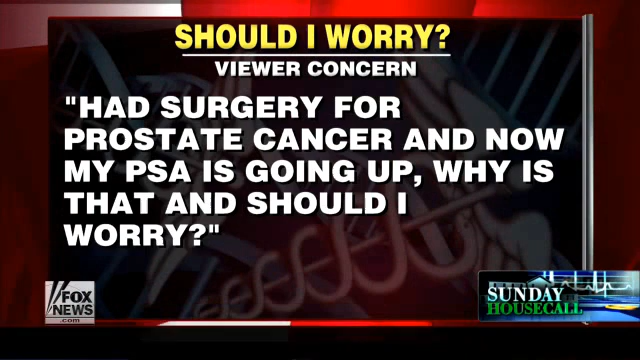 SHOULD I WORRY?
VIEWER CONCERN
"HAD SURGERY FOR
PROSTATE CANCER AND NOW
MY PSA IS GOING UP, WHY IS
THAT AND SHOULD I
WORRY?"
FOX
NEWS
.com
SUNDAY
HOUSECALL